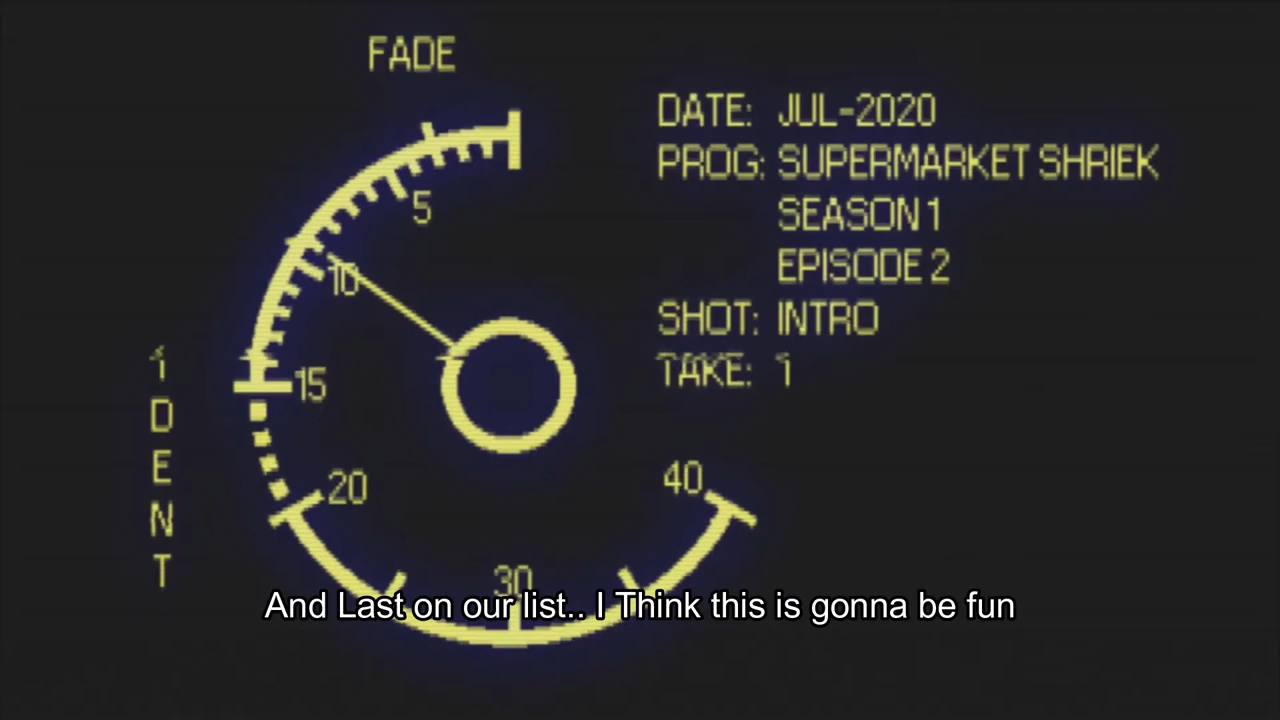 FADE
DATE: JUL-2020
PROG: SUPERMARKET SHRIEK
SEASON 1
EPISODE 2
SHOT: INTRO
TAKE: 1
5
10
15
20
30
40
1
D
E
N
T
And Last on our list.. I Think this is gonna be fun